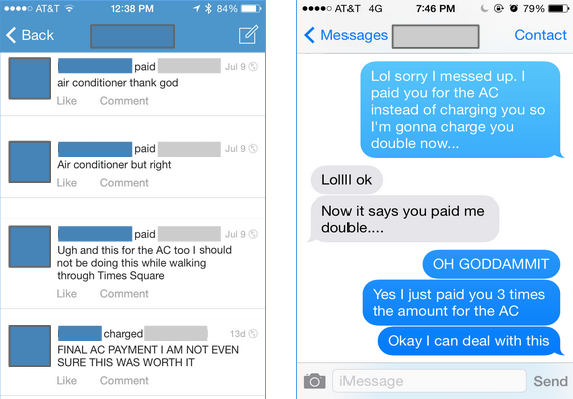 AT&T 12:38 PM 84%
Back
paid Jul 9
air conditioner thank god
Like Comment
paid Jul 9
Air conditioner but right
Like Comment
paid Jul 9
Ugh and this for the AC too I should
not be doing this while walking
through Times Square
Like Comment
charged 13d
FINAL AC PAYMENT I AM NOT EVEN
SURE THIS WAS WORTH IT
Like Comment
AT&T 4G 7:46 PM 79%
Messages Contact
Lol sorry I messed up. I
paid you for the AC
instead of charging you so
I'm gonna charge you
double now...
Lollll ok
Now it says you paid me
double....
OH GODDAMMIT
Yes I just paid you 3 times
the amount for the AC
Okay I can deal with this
iMessage Send